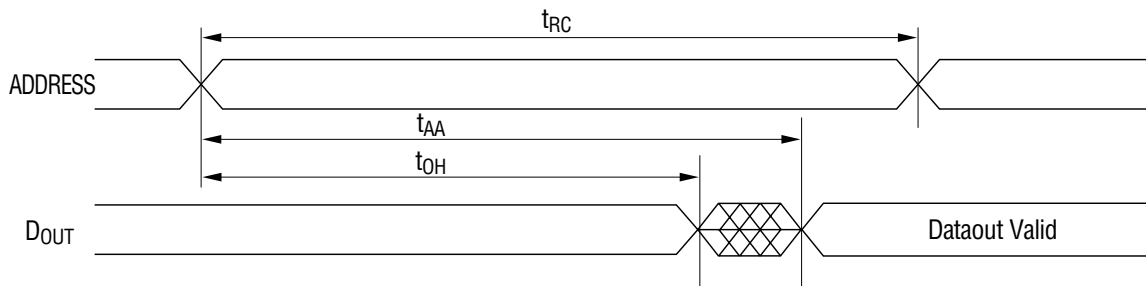 tRC
ADDRESS
tAA
tOH
DOUT
Dataout Valid